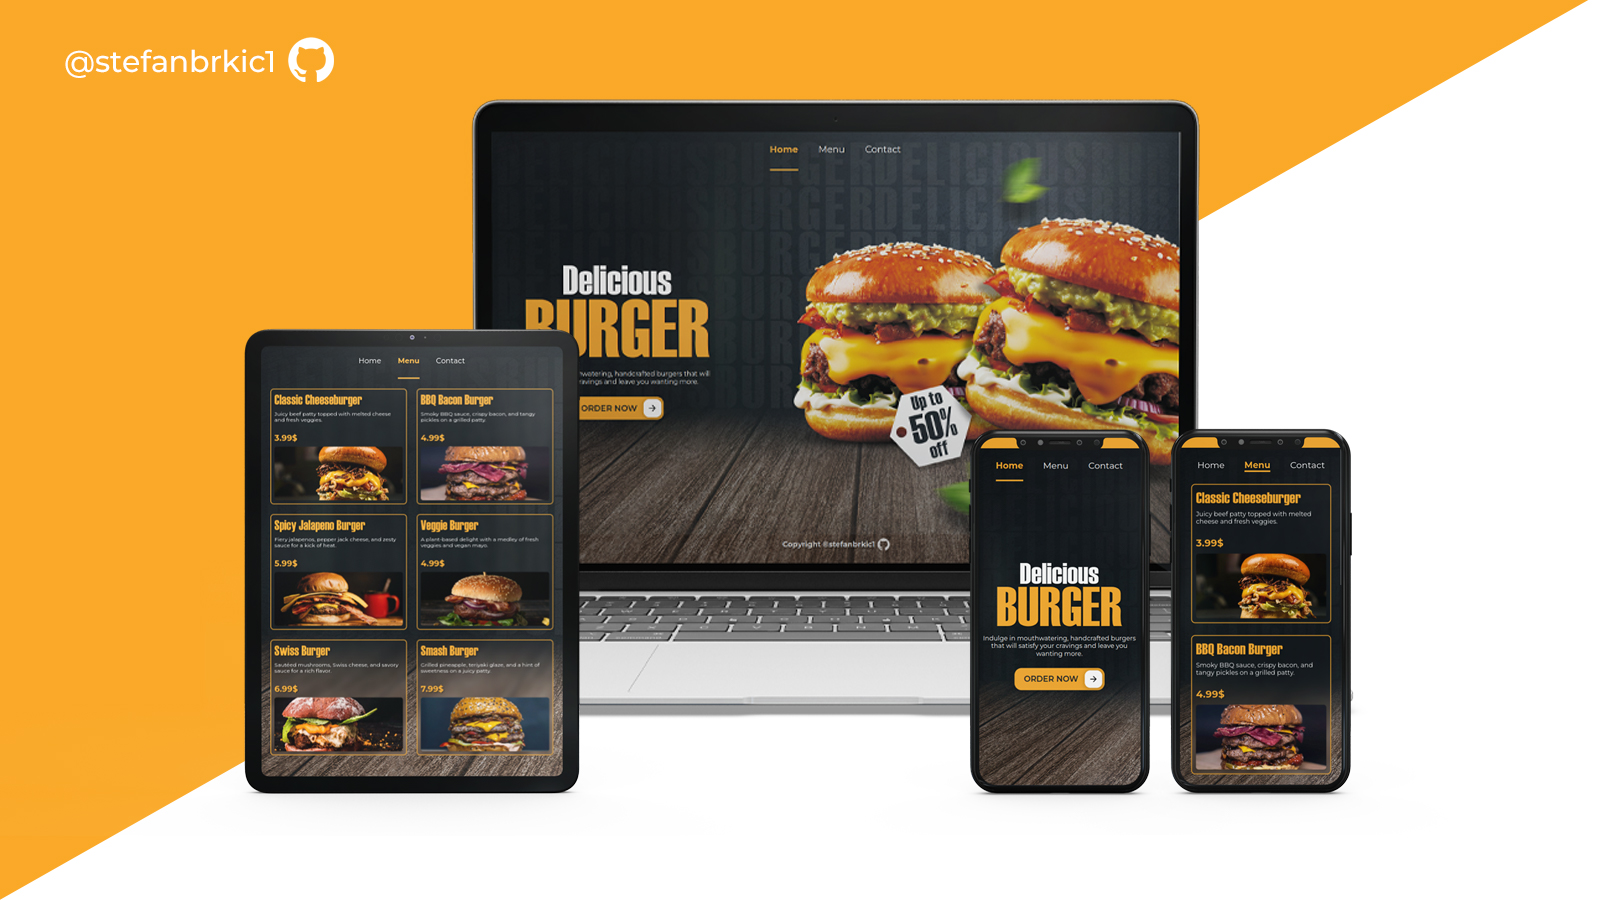 @stefanbrkic1
Home Menu Contact
Delicious
BURGER
watering, handcrafted burgers that will
cravings and leave you wanting more.
ORDER NOW
Up to
50%
off
Copyright ©stefanbrkic1
Home Menu Contact
Classic Cheeseburger
Juicy beef patty topped with melted cheese
and fresh veggies.
3.99$
BBQ Bacon Burger
Smoky BBQ sauce, crispy bacon, and tangy
pickles on a grilled patty.
4.99$
Spicy Jalapeno Burger
Fiery jalapenos, pepper jack cheese, and zesty
sauce for a kick of heat.
5.99$
Veggie Burger
A plant-based delight with a medley of fresh
veggies and vegan mayo.
4.99$
Swiss Burger
Sautéed mushrooms, Swiss cheese, and savory
sauce for a rich flavor.
6.99$
Smash Burger
Grilled pineapple, teriyaki glaze, and a hint of
sweetness on a juicy patty.
7.99$
Home Menu Contact
Delicious
BURGER
Indulge in mouthwatering, handcrafted burgers
that will satisfy your cravings and leave you
wanting more.
ORDER NOW
Home Menu Contact
Classic Cheeseburger
Juicy beef patty topped with melted
cheese and fresh veggies.
3.99$
BBQ Bacon Burger
Smoky BBQ sauce, crispy bacon, and
tangy pickles on a grilled patty.
4.99$